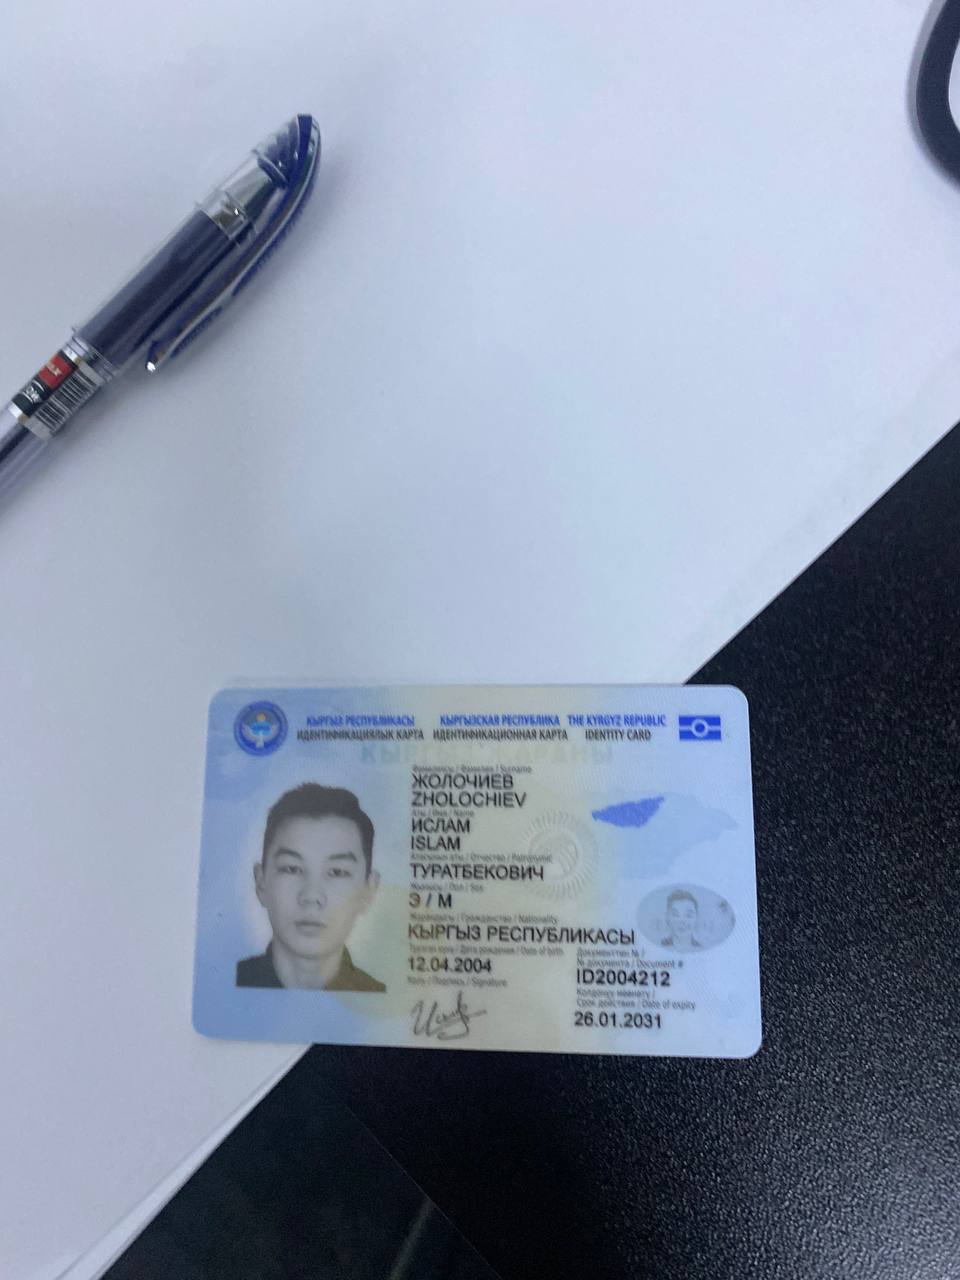 КЫРГЫЗ РЕСПУБЛИКАСЫ КЫРГЫЗСКАЯ РЕСПУБЛИКА THE KYRGYZ REPUBLIC
ИДЕНТИФИКАЦИЯЛЫК КАРТА ИДЕНТИФИКАЦИОННАЯ КАРТА IDENTITY CARD
Фамилиясы / Фамилия / Surname
ЖОЛОЧИЕВ
ZHOLOCHIEV
Аты / Имя / Name
ИСЛАМ
ISLAM
Атасынын аты / Отчество / Patronymic
ТУРАТБЕКОВИЧ
Жынысы / Пол / Sex
Э / М
Жарандыгы / Гражданство / Nationality
КЫРГЫЗ РЕСПУБЛИКАСЫ
Туулган күнү / Дата рождения / Date of birth
12.04.2004
Колу / Подпись / Signature
Документтин № /
№ документа / Document #
ID2004212
Колдонуу мөөнөтү /
Срок действия / Date of expiry
26.01.2031